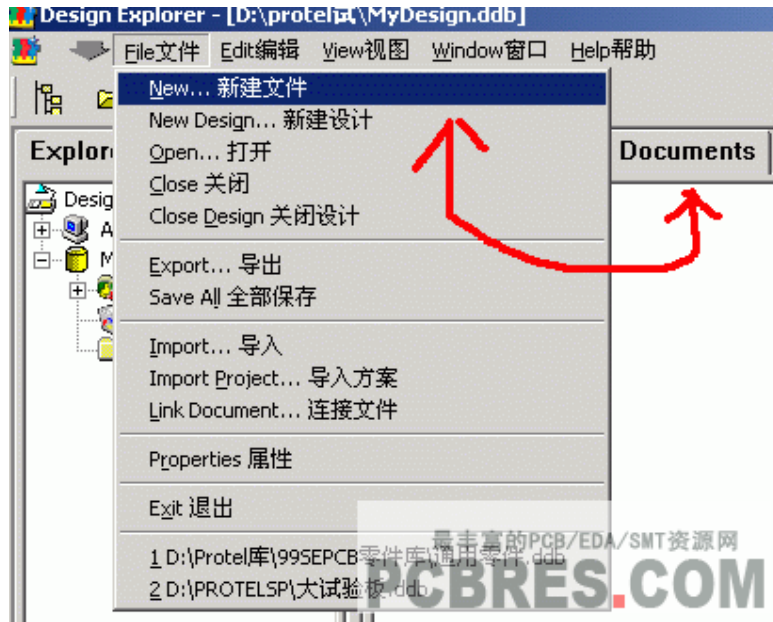 Design Explorer - [D:\protel试\MyDesign.ddb]
File文件 Edit编辑 View视图 Window窗口 Help帮助
New... 新建文件
New Design... 新建设计
Open... 打开
Close 关闭
Close Design 关闭设计
Export... 导出
Save All 全部保存
Import... 导入
Import Project... 导入方案
Link Document... 连接文件
Properties 属性
Exit 退出
1 D:\Protel库\99SEPCB零件库\通用零件.ddb
2 D:\PROTELSP\大试验板.ddb
Explor
Documents
Desig
A
M
最丰富的PCB/EDA/SMT资源网
PCBRES.COM